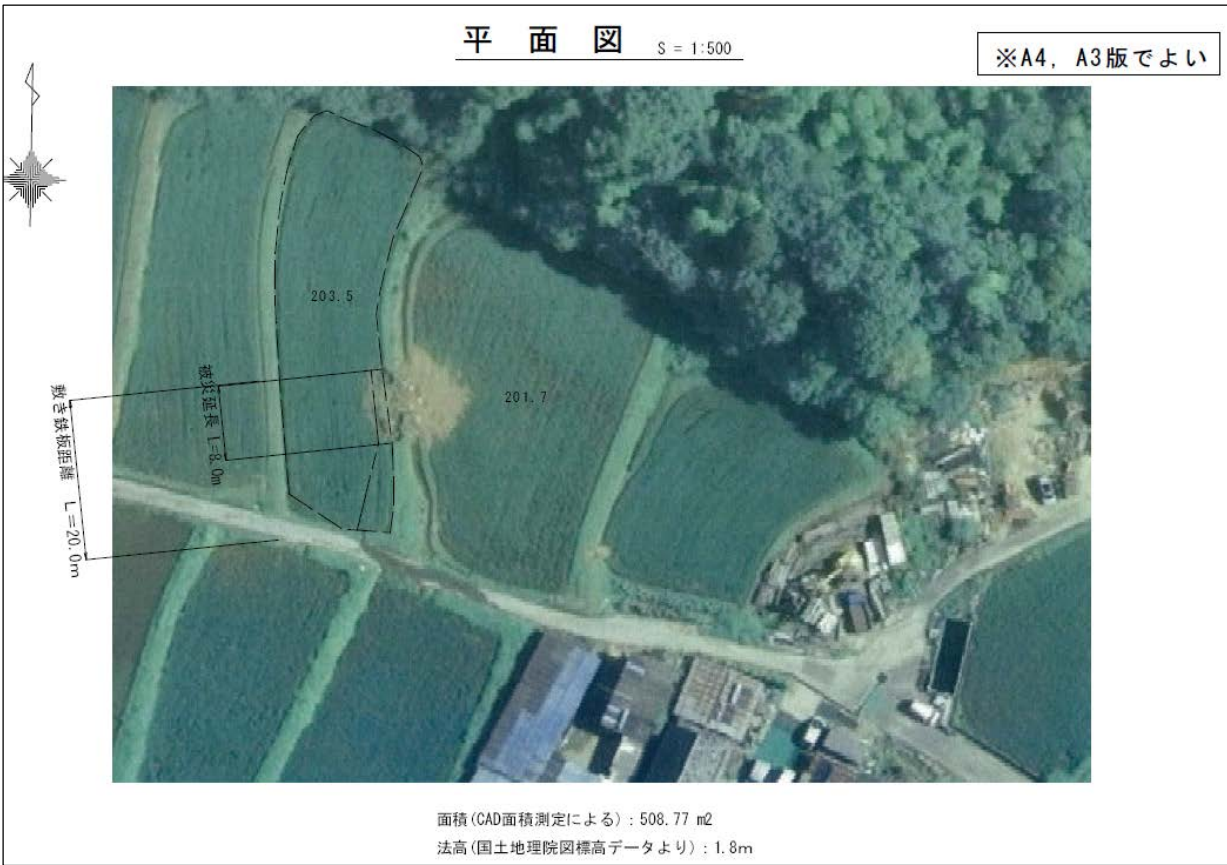 平 面 図 S = 1:500
※A4, A3版でよい
203.5
201.7
被災延長 l=8.0m
敷き鉄板距離 L=20.0m
面積(CAD面積測定による) : 508.77 m2
法高(国土地理院図標高データより) : 1.8m